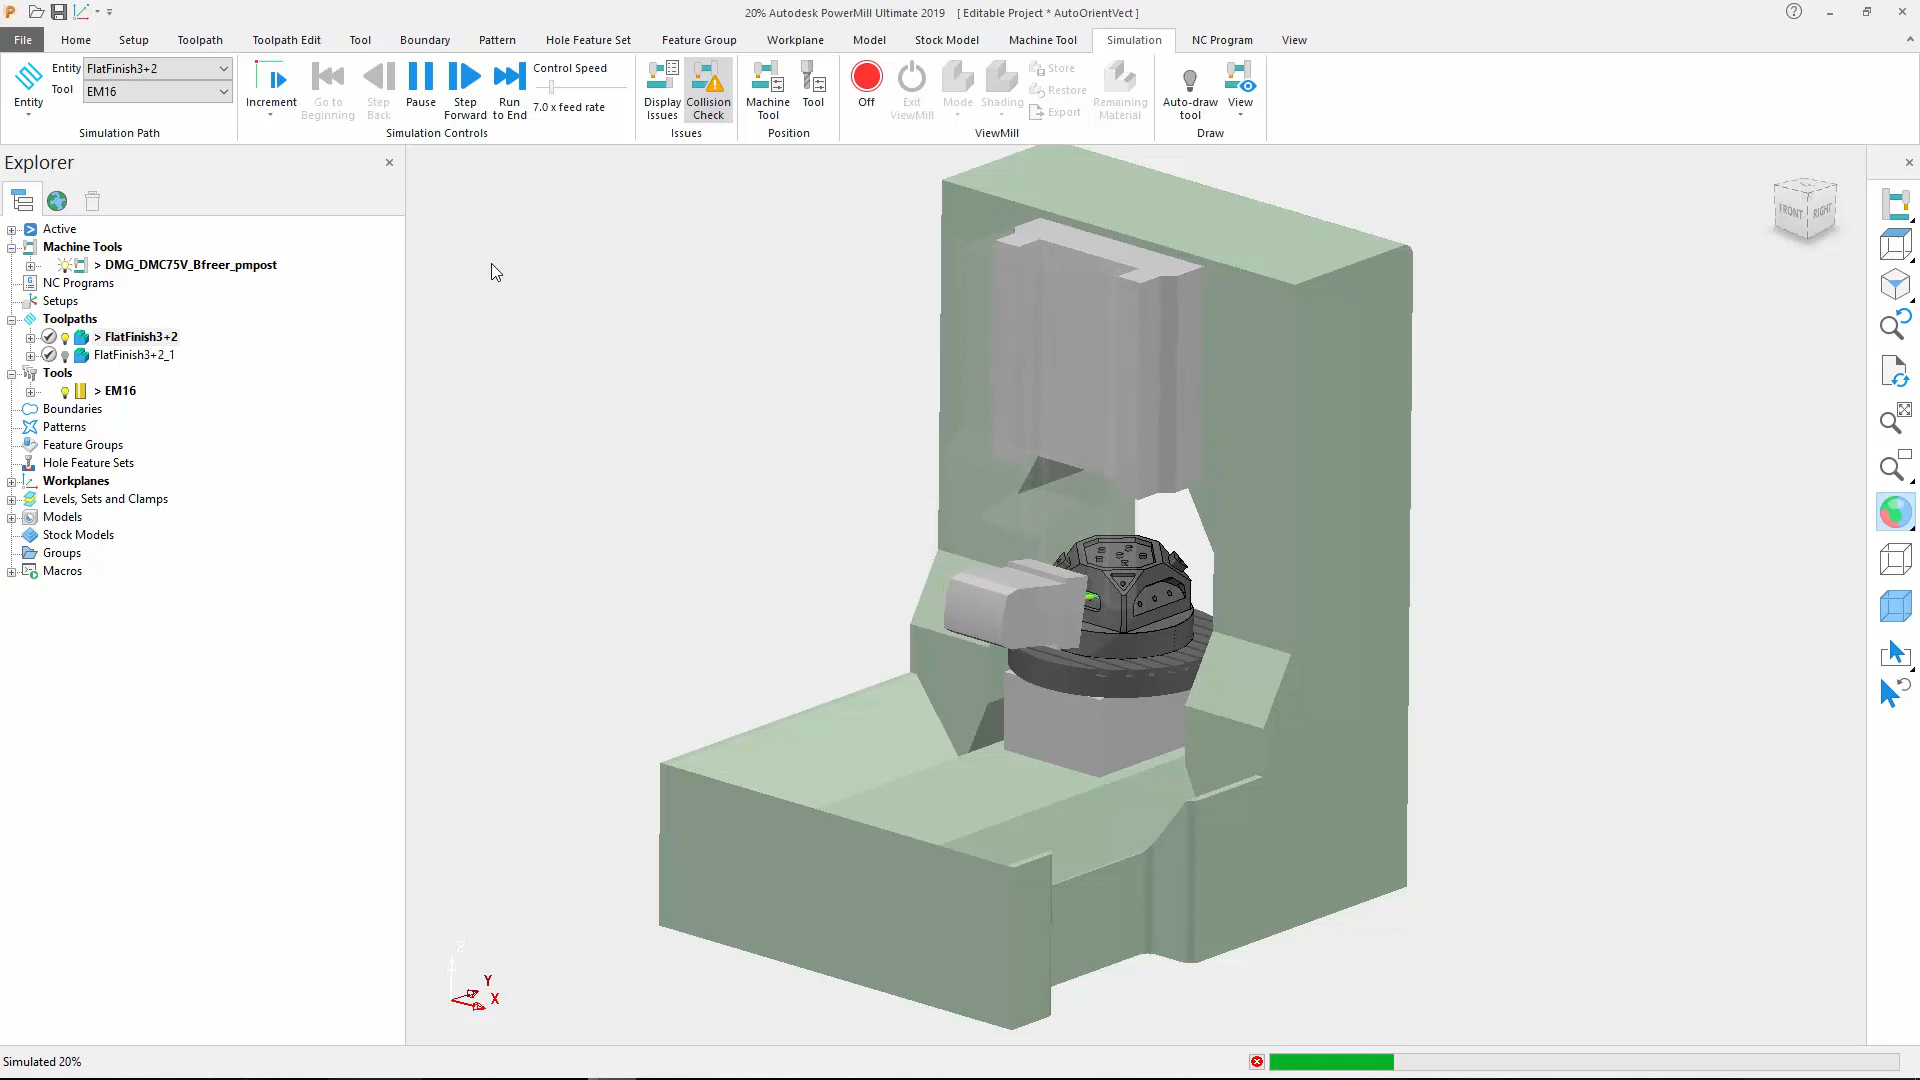 20% Autodesk PowerMill Ultimate 2019 [ Editable Project * AutoOrientVect ]
File Home Setup Toolpath Toolpath Edit Tool Boundary Pattern Hole Feature Set Feature Group Workplane Model Stock Model Machine Tool Simulation NC Program View
Entity
Entity FlatFinish3+2
Tool EM16
Simulation Path
Increment
Go to Beginning
Step Back
Pause
Step Forward
Run to End
Control Speed
7.0 x feed rate
Simulation Controls
Display Issues
Collision Check
Issues
Machine Tool
Tool
Position
Off
Exit ViewMill
Mode
Shading
Store
Restore
Export
Remaining Material
ViewMill
Auto-draw tool
View
Draw
Explorer
Active
Machine Tools
> DMG_DMC75V_Bfreer_pmpost
NC Programs
Setups
Toolpaths
> FlatFinish3+2
FlatFinish3+2_1
Tools
> EM16
Boundaries
Patterns
Feature Groups
Hole Feature Sets
Workplanes
Levels, Sets and Clamps
Models
Stock Models
Groups
Macros
FRONT RIGHT
Z
Y
X
Simulated 20%